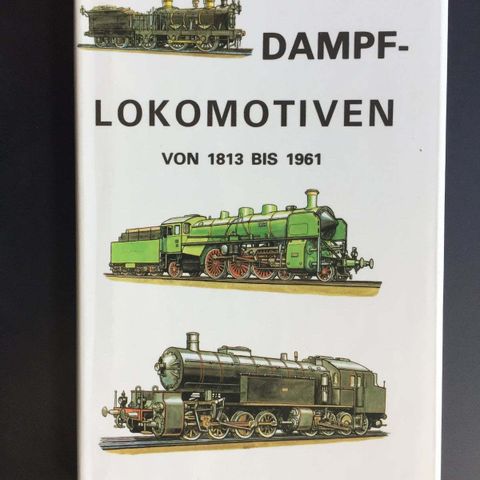 DAMPF-
LOKOMOTIVEN
VON 1813 BIS 1961